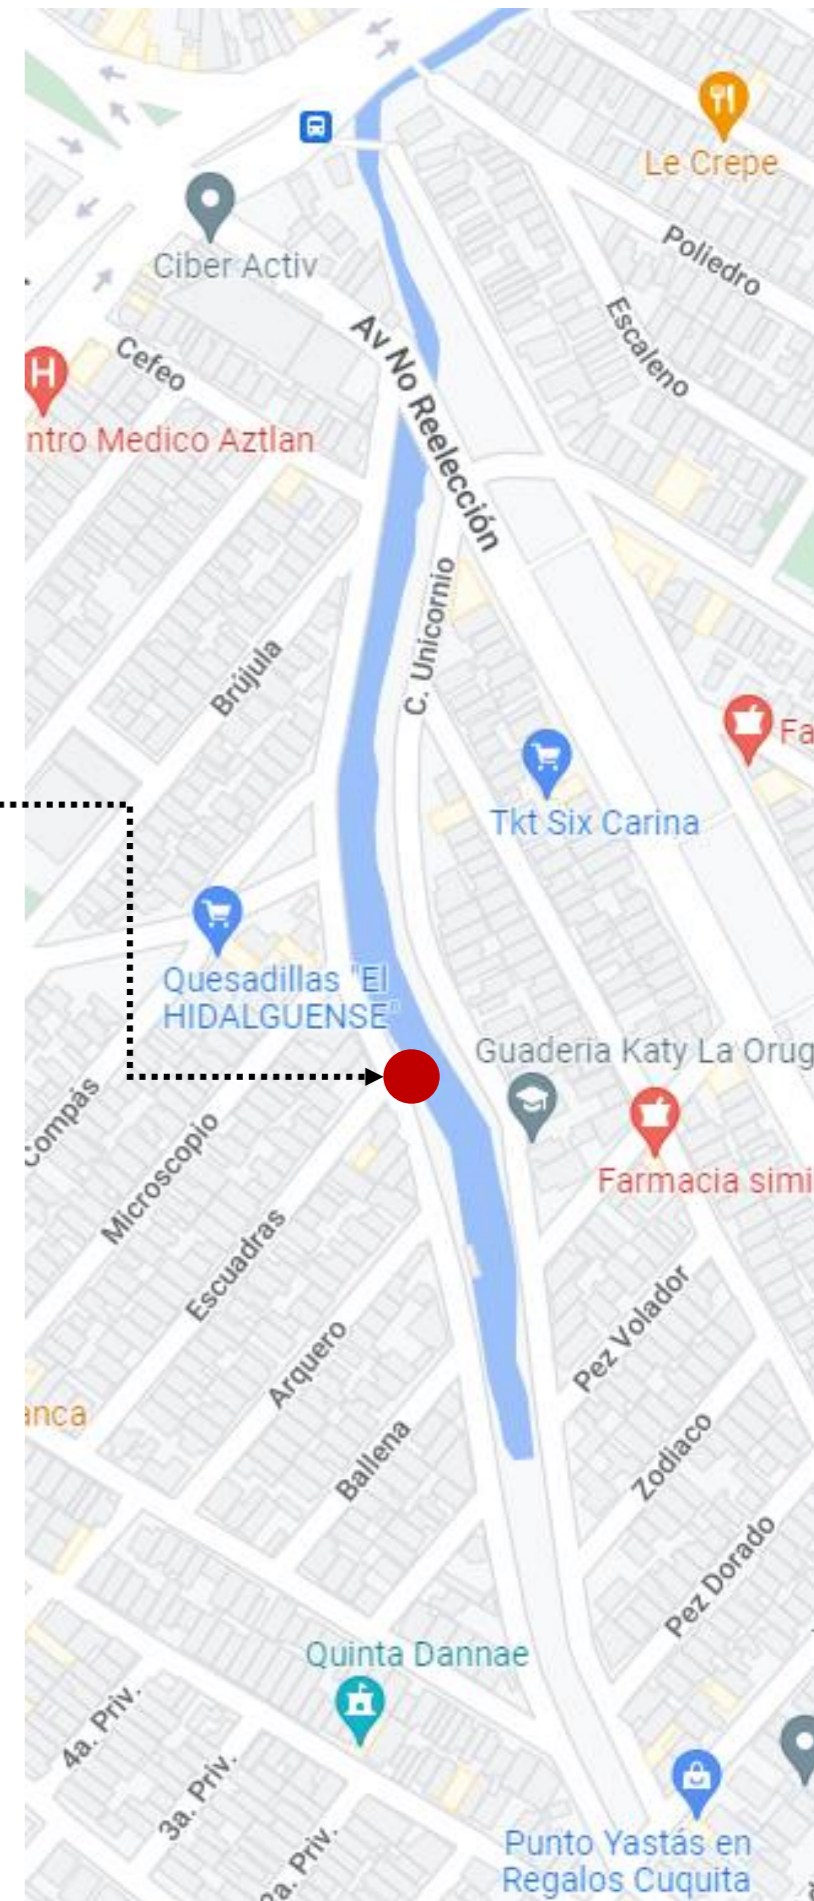 Le Crepe
Poliedro
Ciber Activ
Escaleno
Av No Reelección
Cefeo
H
ntro Medico Aztlan
C. Unicornio
Brújula
Fa
Tkt Six Carina
Quesadillas "El
HIDALGUENSE"
Guaderia Katy La Orug
Compás
Microscopio
Farmacia simi
Escuadras
Pez Volador
Arquero
anca
Ballena
Zodiaco
Pez Dorado
Quinta Dannae
4a. Priv.
3a. Priv.
2a. Priv.
Punto Yastás en
Regalos Cuquita